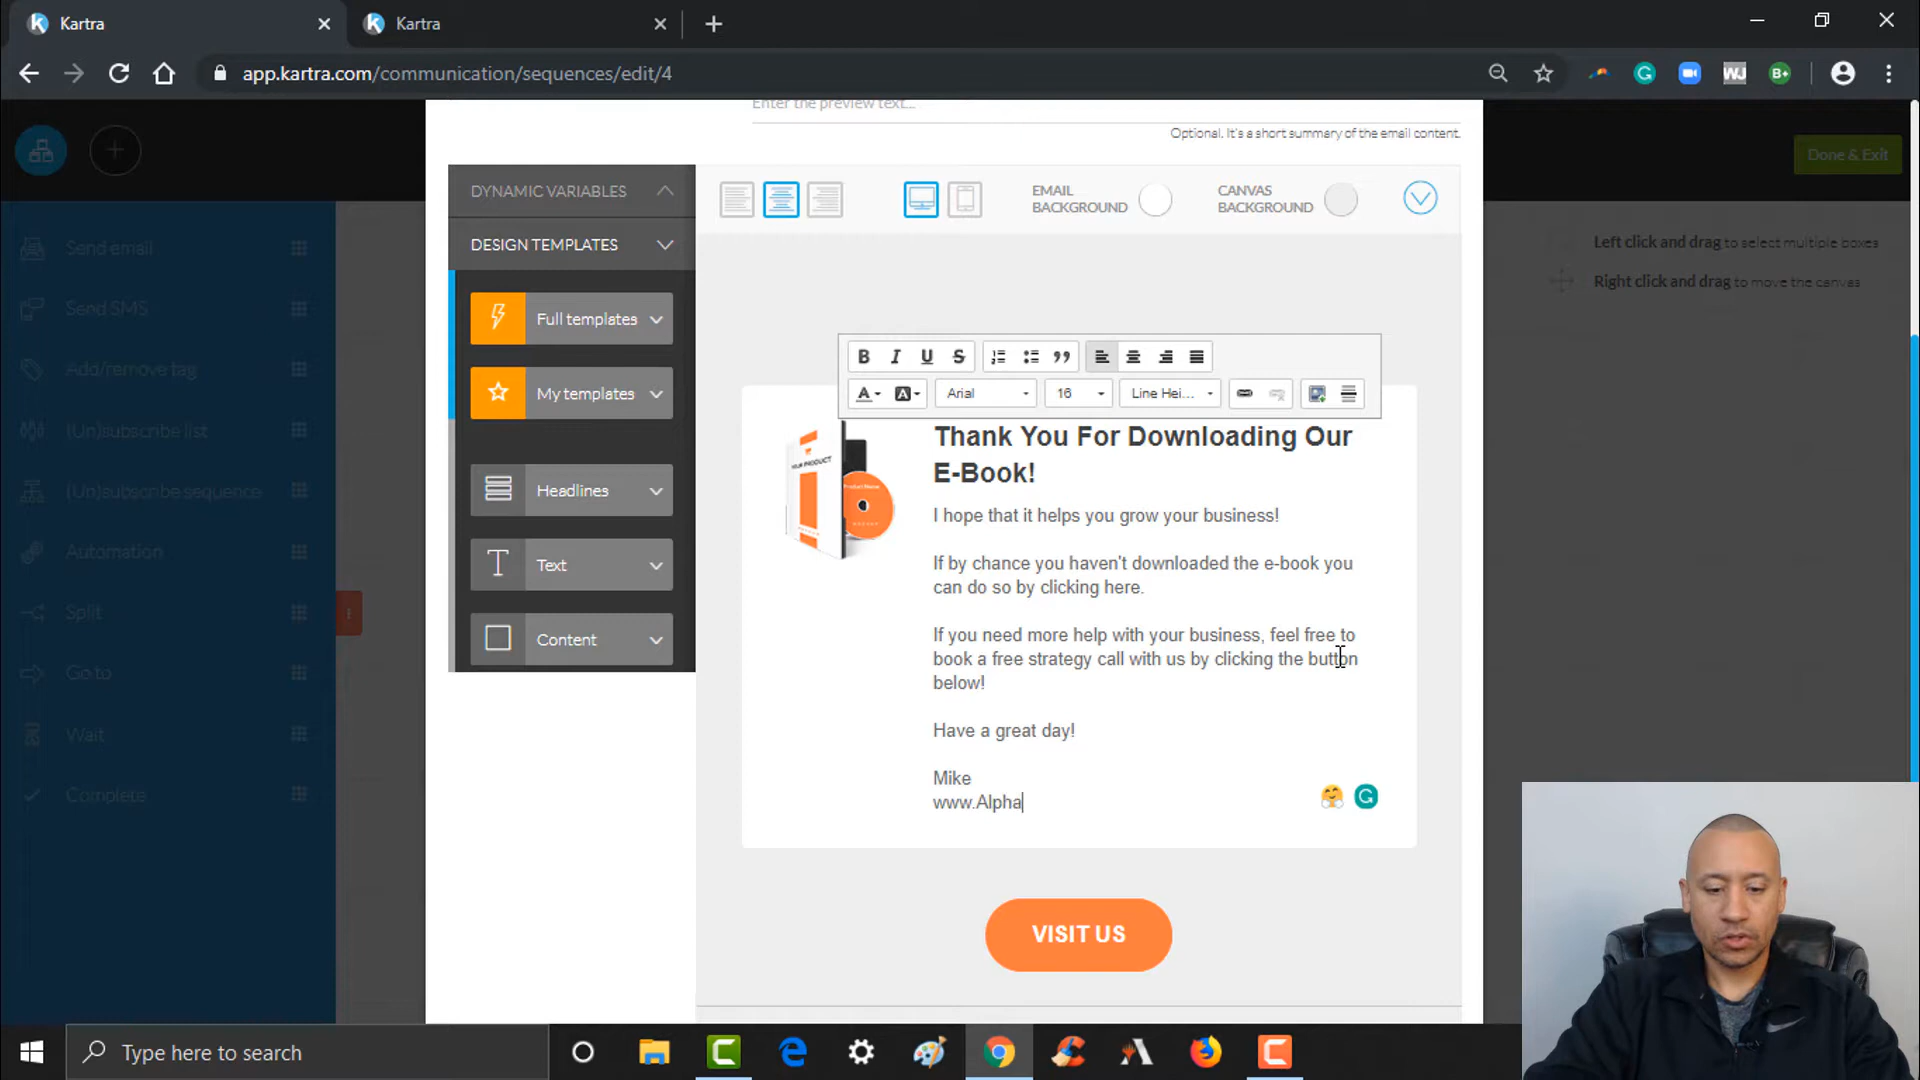 Kartra
Kartra
app.kartra.com/communication/sequences/edit/4
WJ
B+
Enter the preview text...
Optional. It's a short summary of the email content.
Done & Exit
DYNAMIC VARIABLES
DESIGN TEMPLATES
EMAIL
BACKGROUND
CANVAS
BACKGROUND
Left click and drag to select multiple boxes
Right click and drag to move the canvas
Send email
Send SMS
Add/remove tag
(Un)subscribe list
(Un)subscribe sequence
Automation
Split
Go to
Wait
Complete
Full templates
My templates
Headlines
Text
Content
B I U S
Arial
16
Line Hei...
YOUR PRODUCT
Thank You For Downloading Our
E-Book!
I hope that it helps you grow your business!
If by chance you haven't downloaded the e-book you
can do so by clicking here.
If you need more help with your business, feel free to
book a free strategy call with us by clicking the button
below!
Have a great day!
Mike
www.Alpha
VISIT US
Type here to search